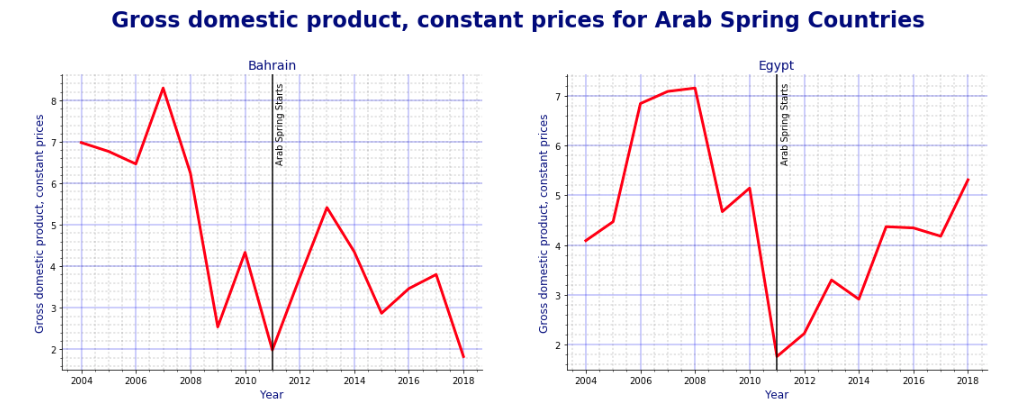 Gross domestic product, constant prices for Arab Spring Countries
Bahrain
Gross domestic product, constant prices
8
7
6
5
4
3
2
Arab Spring Starts
2004 2006 2008 2010 2012 2014 2016 2018
Year
Egypt
Gross domestic product, constant prices
7
6
5
4
3
2
Arab Spring Starts
2004 2006 2008 2010 2012 2014 2016 2018
Year